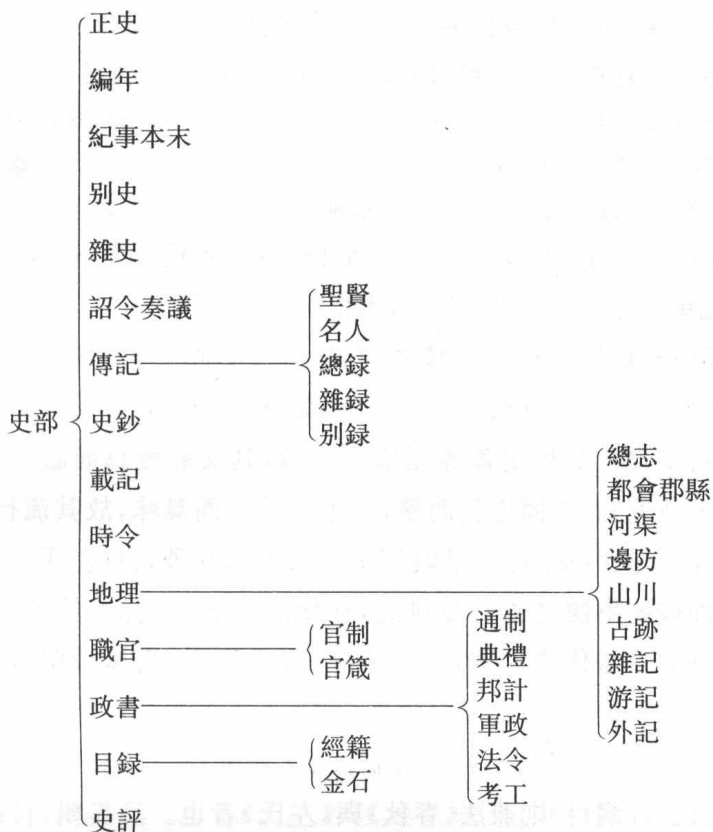 史部
正史
編年
紀事本末
别史
雜史
詔令奏議
傳記
聖賢
名人
總録
雜録
别録
史鈔
載記
時令
地理
總志
都會郡縣
河渠
邊防
山川
古跡
雜記
游記
外記
職官
官制
官箴
政書
通制
典禮
邦計
軍政
法令
考工
目録
經籍
金石
史評